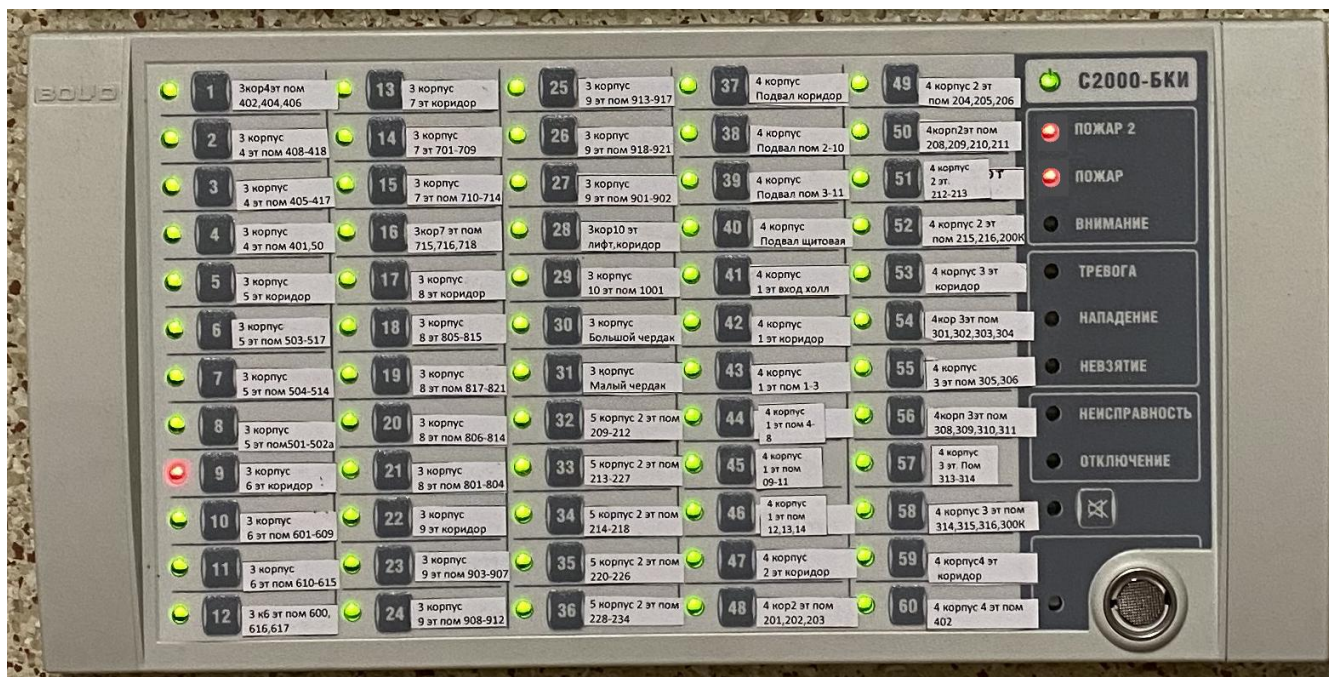 BOLID
1
3кор4эт пом
402,404,406
2
3 корпус
4 эт пом 408-418
3
3 корпус
4 эт пом 405-417
4
3 корпус
4 эт пом 401,50
5
3 корпус
5 эт коридор
6
3 корпус
5 эт пом 503-517
7
3 корпус
5 эт пом 504-514
8
3 корпус
5 эт пом501-502а
9
3 корпус
6 эт коридор
10
3 корпус
6 эт пом 601-609
11
3 корпус
6 эт пом 610-615
12
3 к6 эт пом 600,
616,617
13
3 корпус
7 эт коридор
14
3 корпус
7 эт 701-709
15
3 корпус
7 эт пом 710-714
16
3кор7 эт пом
715,716,718
17
3 корпус
8 эт коридор
18
3 корпус
8 эт 805-815
19
3 корпус
8 эт пом 817-821
20
3 корпус
8 эт пом 806-814
21
3 корпус
8 эт пом 801-804
22
3 корпус
9 эт коридор
23
3 корпус
9 эт пом 903-907
24
3 корпус
9 эт пом 908-912
25
3 корпус
9 эт пом 913-917
26
3 корпус
9 эт пом 918-921
27
3 корпус
9 эт пом 901-902
28
3кор10 эт
лифт,коридор
29
3 корпус
10 эт пом 1001
30
3 корпус
Большой чердак
31
3 корпус
Малый чердак
32
5 корпус 2 эт пом
209-212
33
5 корпус 2 эт пом
213-227
34
5 корпус 2 эт пом
214-218
35
5 корпус 2 эт пом
220-226
36
5 корпус 2 эт пом
228-234
37
4 корпус
Подвал коридор
38
4 корпус
Подвал пом 2-10
39
4 корпус
Подвал пом 3-11
40
4 корпус
Подвал щитовая
41
4 корпус
1 эт вход холл
42
4 корпус
1 эт коридор
43
4 корпус
1 эт пом 1-3
44
4 корпус
1 эт пом 4-
8
45
4 корпус
1 эт пом
09-11
46
4 корпус
1 эт пом
12,13,14
47
4 корпус
2 эт коридор
48
4 кор2 эт пом
201,202,203
49
4 корпус 2 эт
пом 204,205,206
50
4корп2эт пом
208,209,210,211
51
4 корпус
2 эт.
212-213
эт
52
4 корпус 2 эт
пом 215,216,200К
53
4 корпус 3 эт
коридор
54
4кор 3эт пом
301,302,303,304
55
4 корпус
3 эт пом 305,306
56
4корп 3эт пом
308,309,310,311
57
4 корпус
3 эт. Пом
313-314
58
4 корпус 3 эт пом
314,315,316,300К
59
4 корпус4 эт
коридор
60
4 корпус 4 эт пом
402
С2000-БКИ
ПОЖАР 2
ПОЖАР
ВНИМАНИЕ
ТРЕВОГА
НАПАДЕНИЕ
НЕВЗЯТИЕ
НЕИСПРАВНОСТЬ
ОТКЛЮЧЕНИЕ